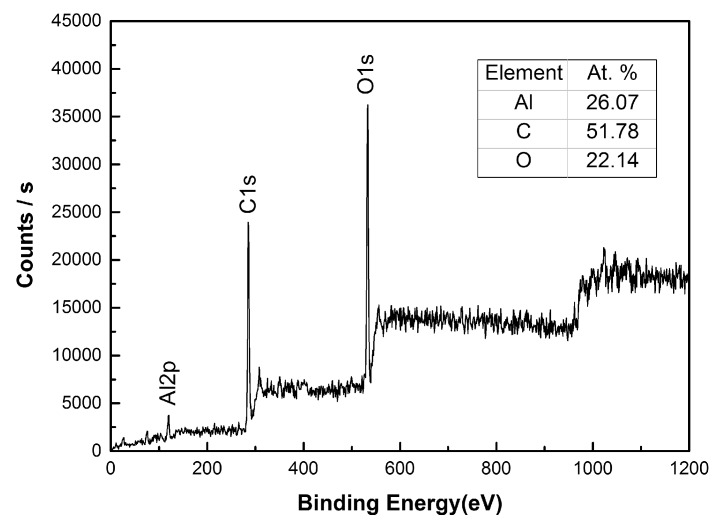 45000
40000
35000
30000
25000
20000
15000
10000
5000
0
Counts / s
Al2p
C1s
O1s
Element At. %
Al 26.07
C 51.78
O 22.14
0 200 400 600 800 1000 1200
Binding Energy(eV)